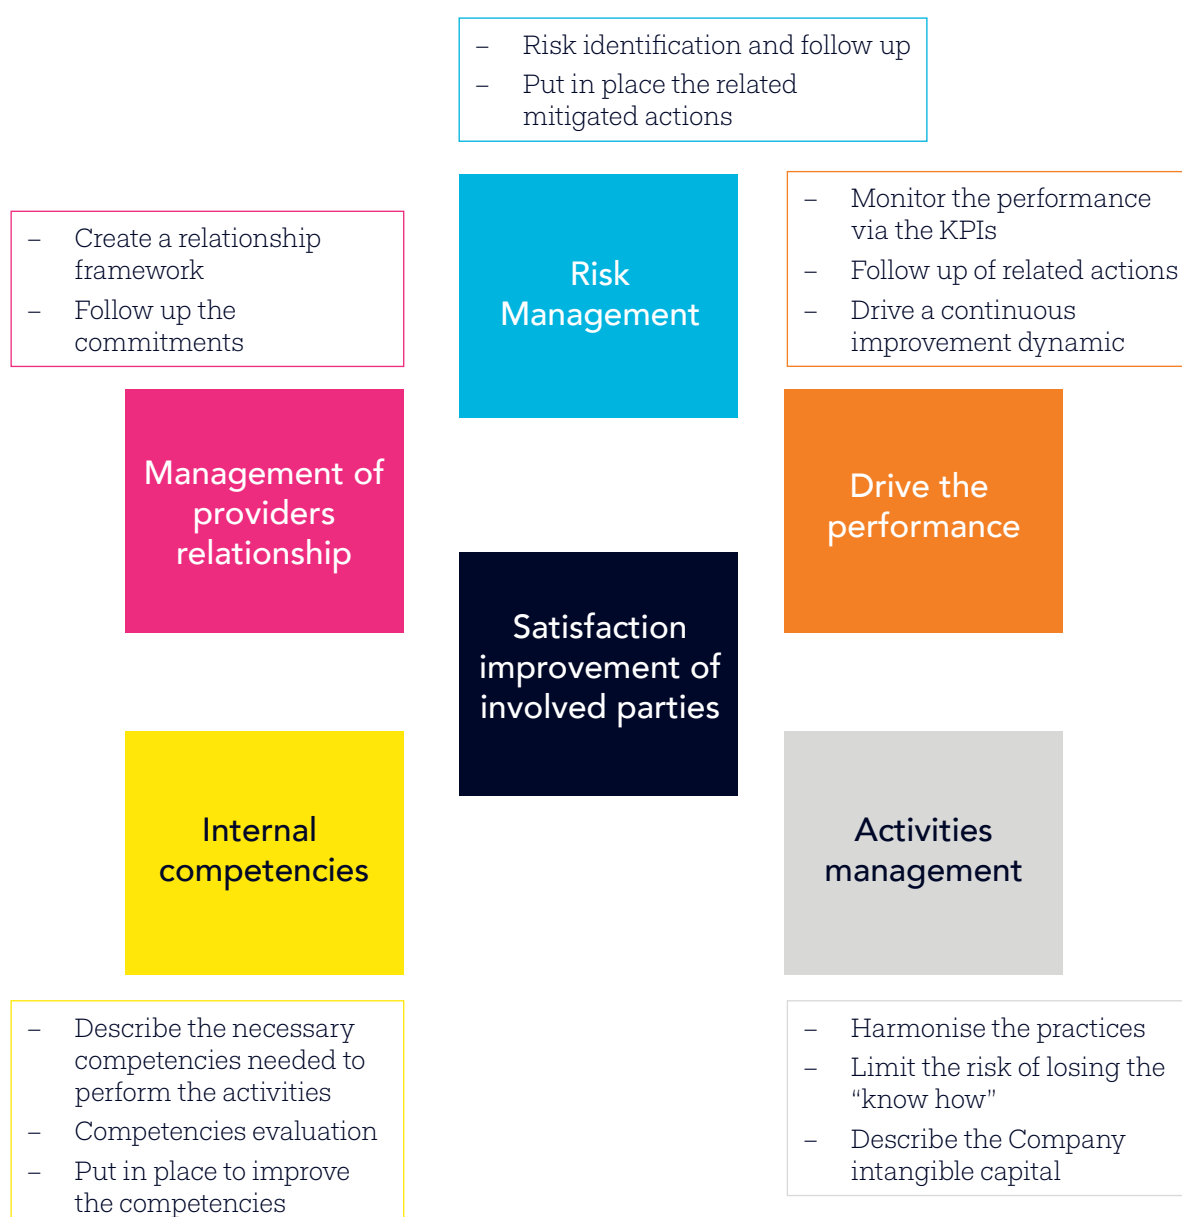 – Risk identification and follow up
– Put in place the related
mitigated actions
Risk
Management
– Create a relationship
framework
– Follow up the
commitments
– Monitor the performance
via the KPIs
– Follow up of related actions
– Drive a continuous
improvement dynamic
Management of
providers
relationship
Drive the
performance
Satisfaction
improvement of
involved parties
Internal
competencies
Activities
management
– Describe the necessary
competencies needed to
perform the activities
– Competencies evaluation
– Put in place to improve
the competencies
– Harmonise the practices
– Limit the risk of losing the
“know how”
– Describe the Company
intangible capital